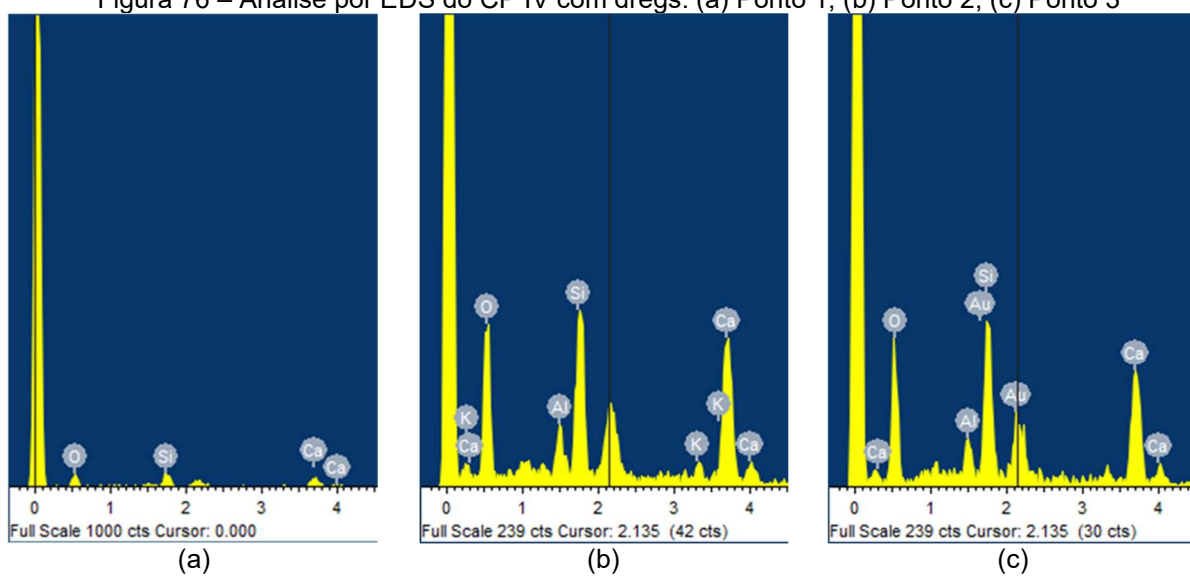 Figura 76 – Análise por EDS do CP IV com dregs: (a) Ponto 1; (b) Ponto 2; (c) Ponto 3
O Si Ca Ca
0 1 2 3 4
Full Scale 1000 cts Cursor: 0.000
(a)
K Ca O Al Si K K Ca Ca
0 1 2 3 4
Full Scale 239 cts Cursor: 2.135 (42 cts)
(b)
Ca O Al Au Si Au Ca Ca
0 1 2 3 4
Full Scale 239 cts Cursor: 2.135 (30 cts)
(c)